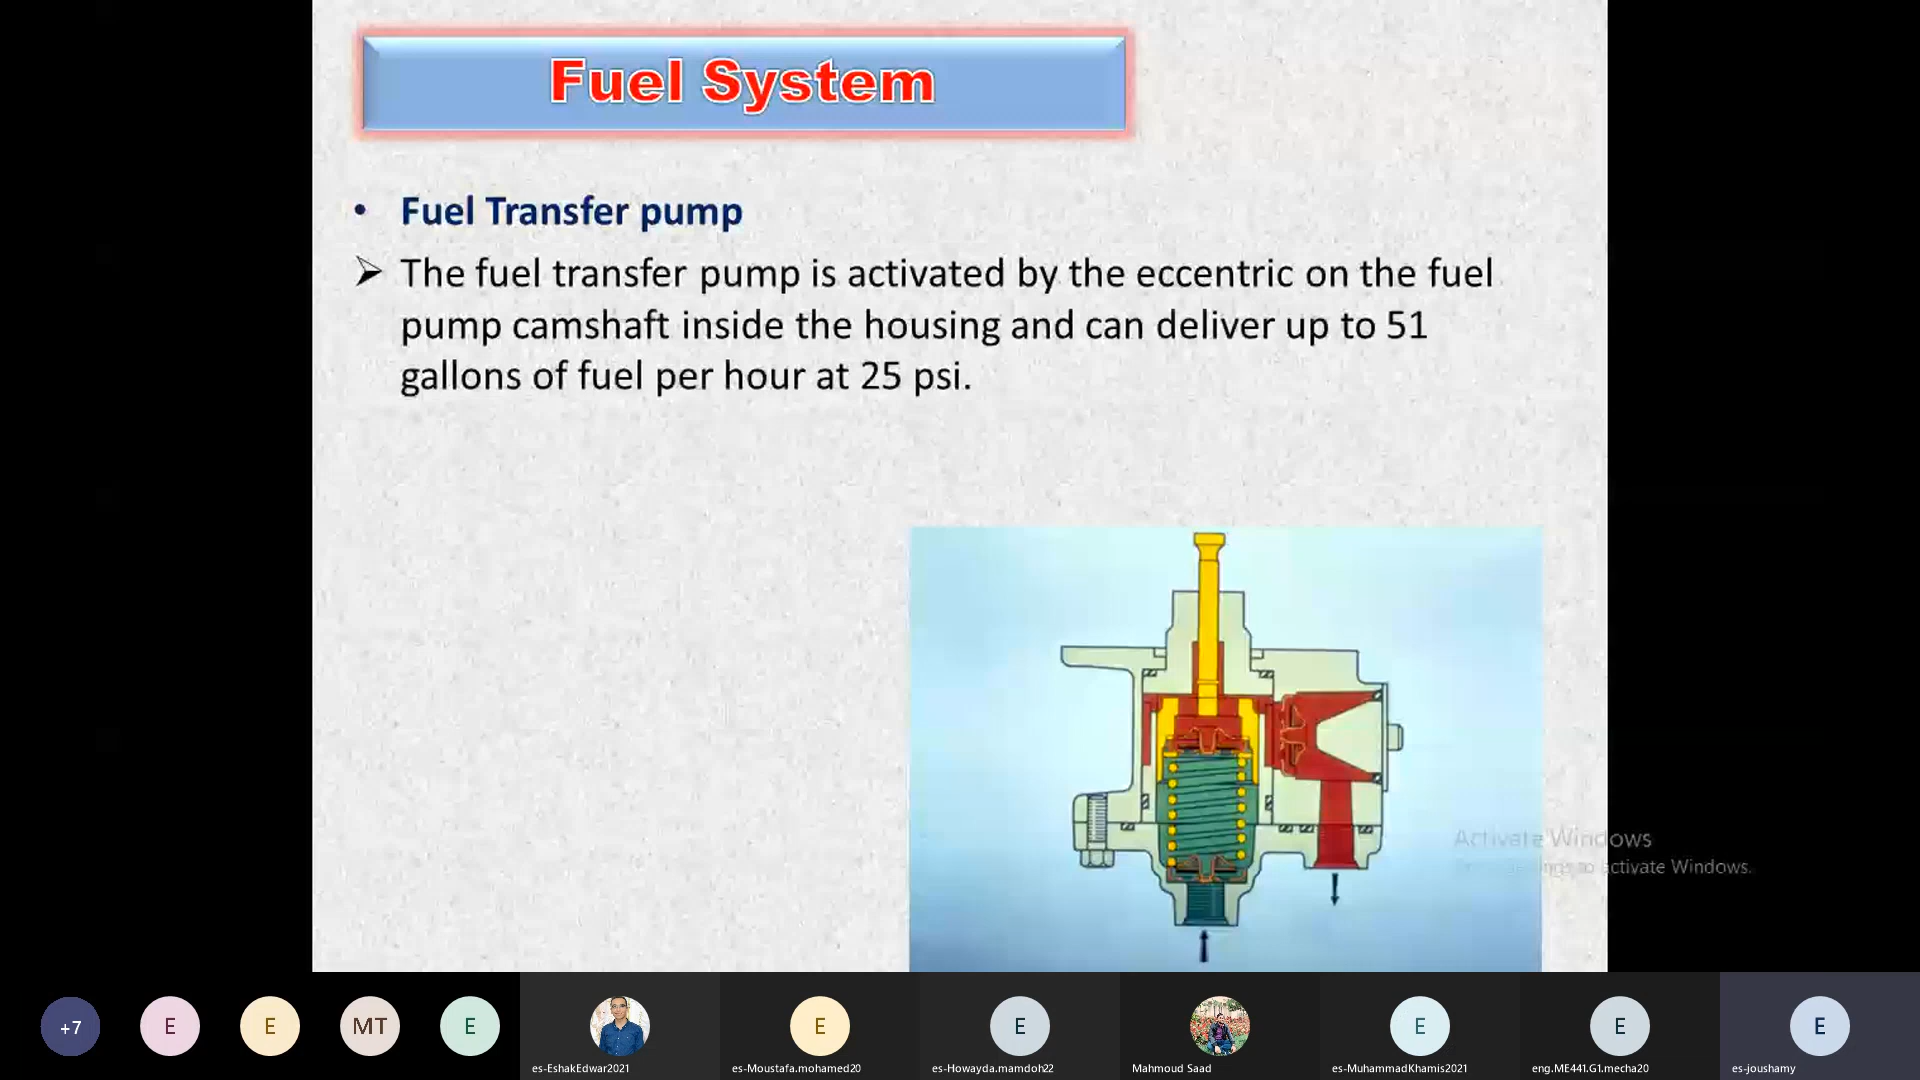 Fuel System
• Fuel Transfer pump
➢ The fuel transfer pump is activated by the eccentric on the fuel
pump camshaft inside the housing and can deliver up to 51
gallons of fuel per hour at 25 psi.
Activate Windows
to activate Windows.
+7
E
E
MT
E
E
E
E
E
E
es-EshakEdwar2021
es-Moustafa.mohamed20
es-Howayda.mamdoh22
Mahmoud Saad
es-MuhammadKhamis2021
eng.ME441.G1.mecha20
es-joushamy